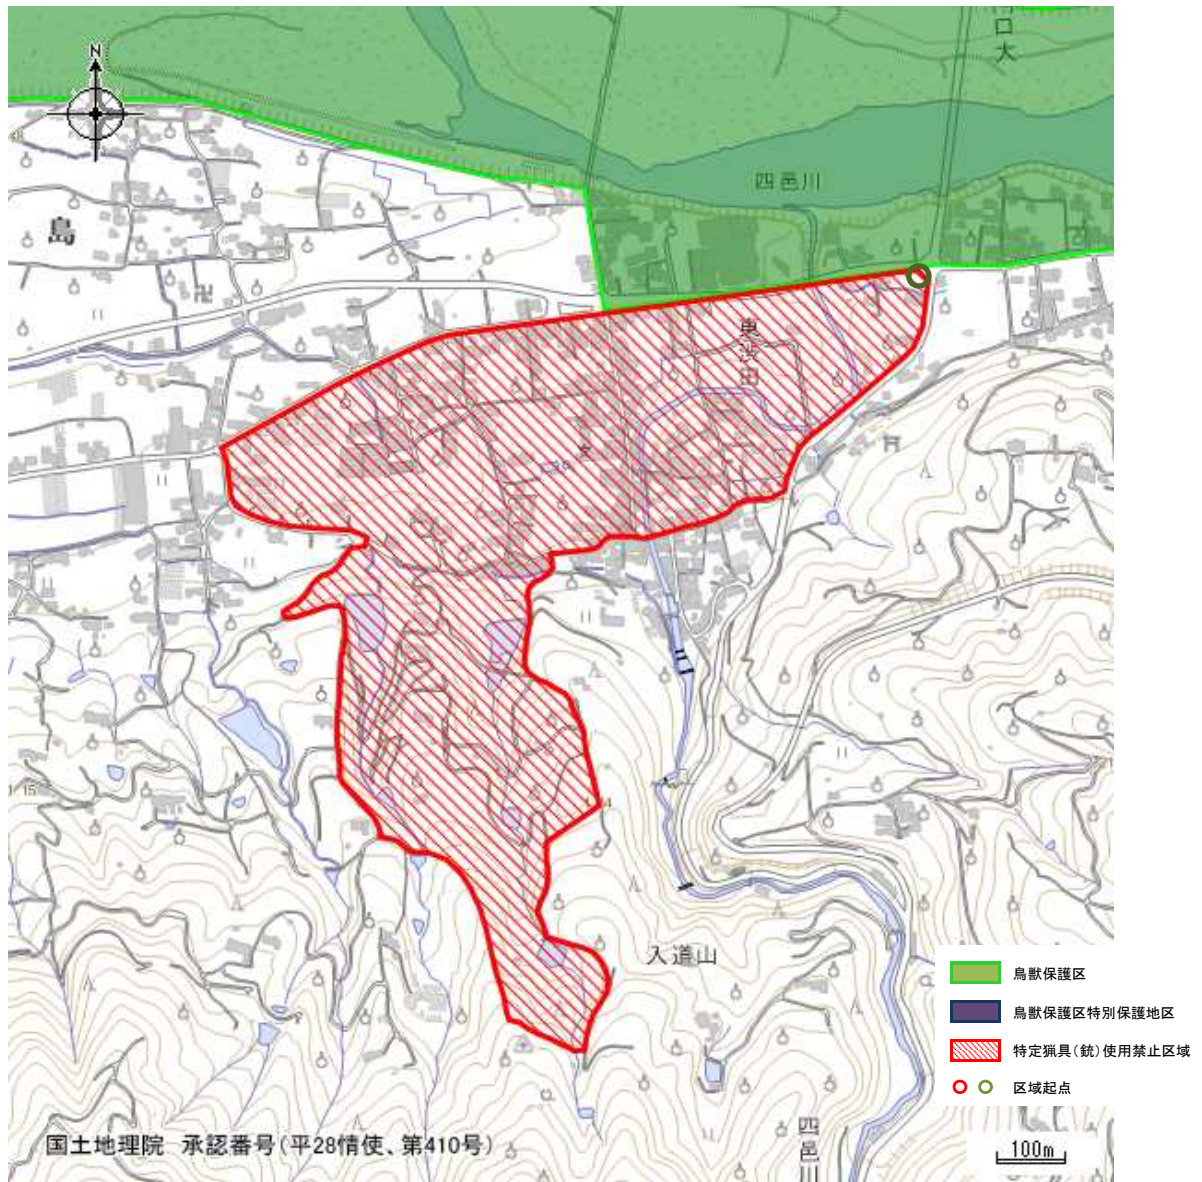 N
口大
四邑川
島
東渋田
入道山
鳥獣保護区
鳥獣保護区特別保護地区
特定猟具(銃)使用禁止区域
区域起点
国土地理院 承認番号(平28情使、第410号)
四邑川
100m